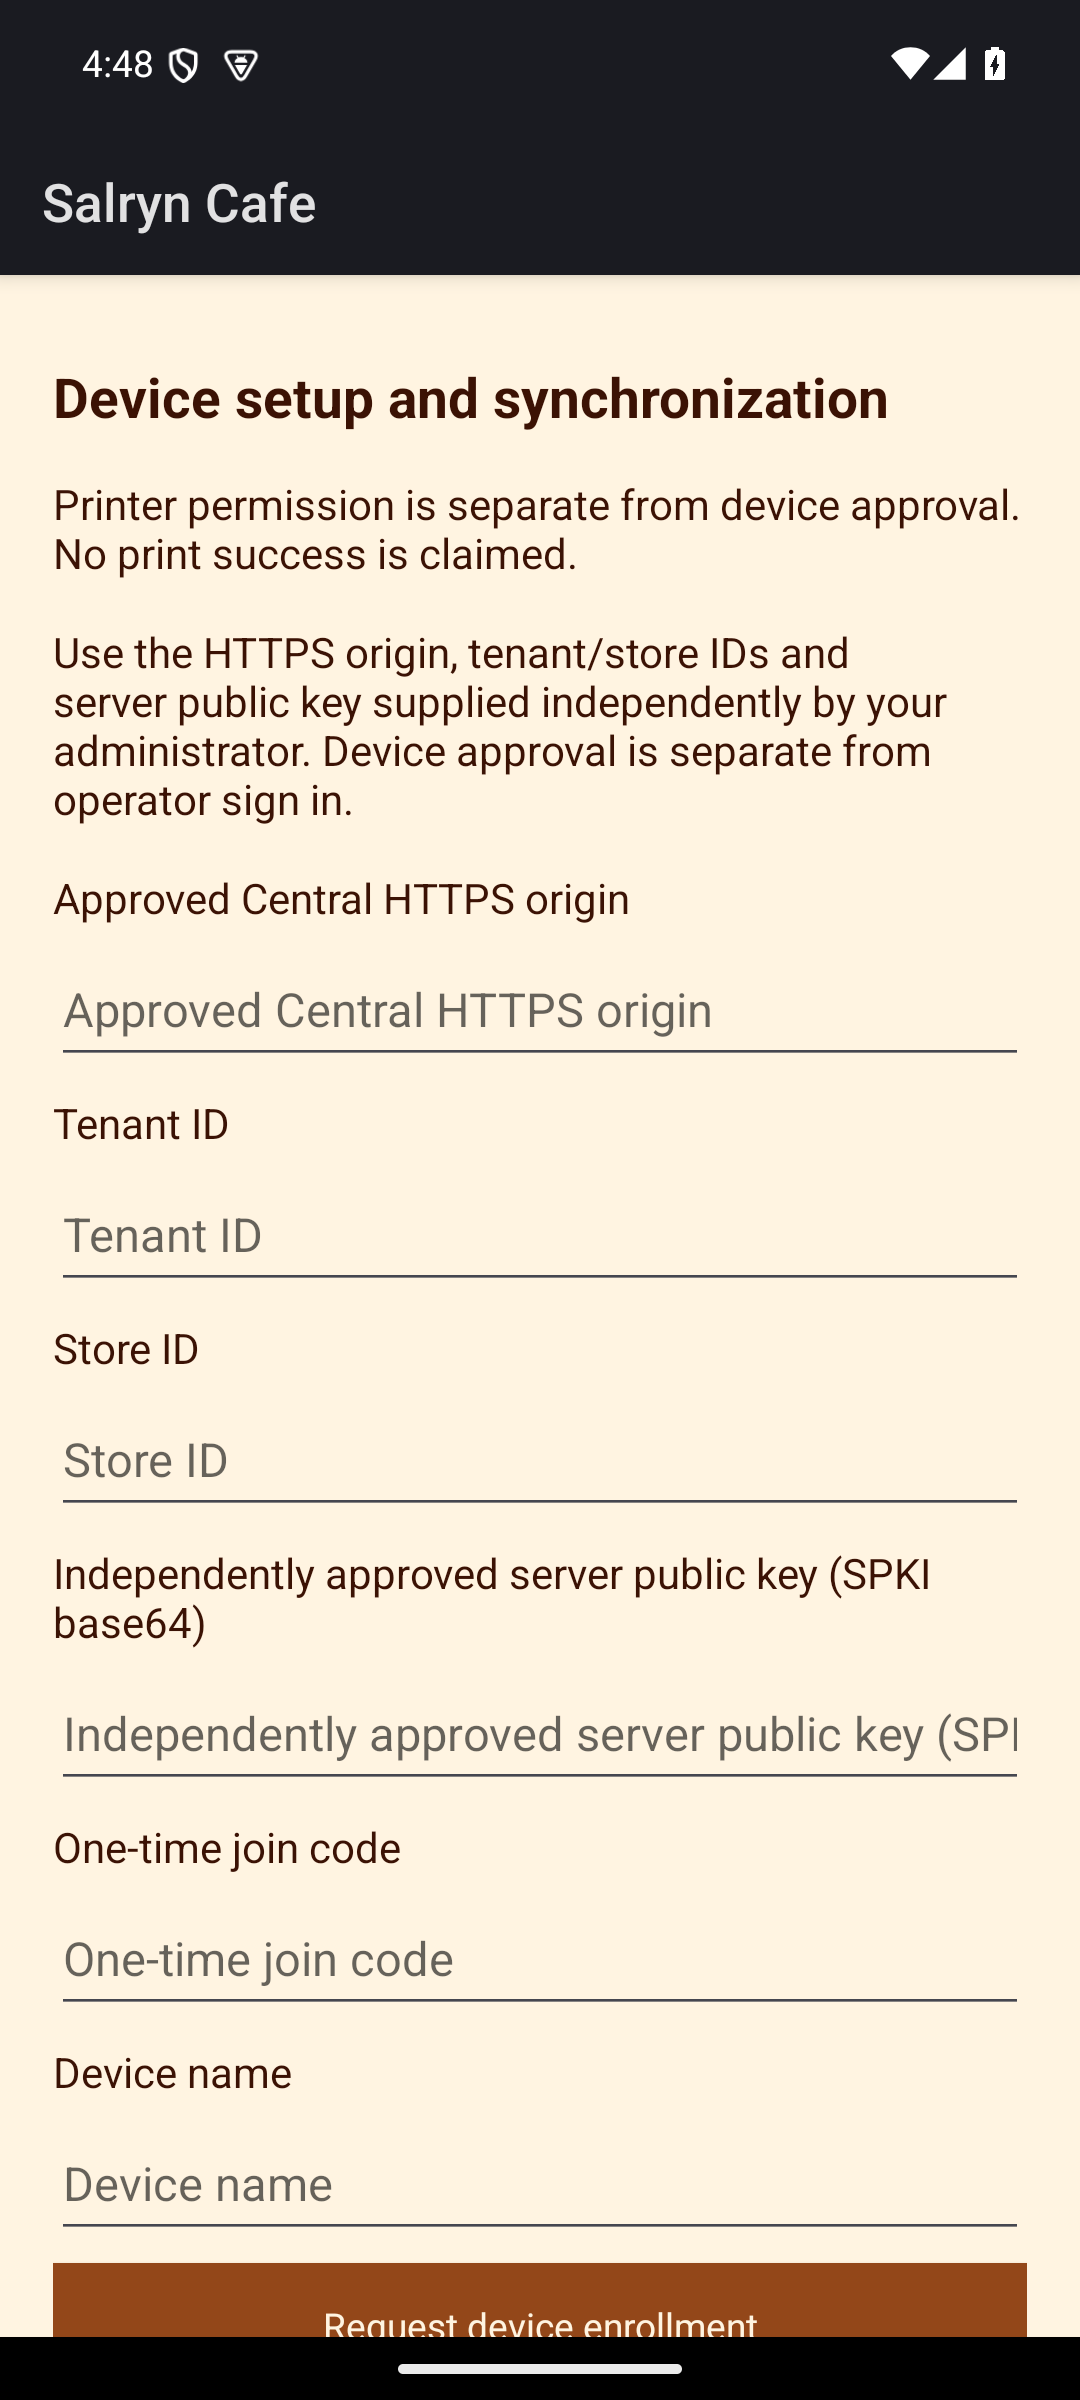 4:48
Salryn Cafe
Device setup and synchronization
Printer permission is separate from device approval.
No print success is claimed.
Use the HTTPS origin, tenant/store IDs and
server public key supplied independently by your
administrator. Device approval is separate from
operator sign in.
Approved Central HTTPS origin
Approved Central HTTPS origin
Tenant ID
Tenant ID
Store ID
Store ID
Independently approved server public key (SPKI
base64)
Independently approved server public key (SPI
One-time join code
One-time join code
Device name
Device name
Request device enrollment